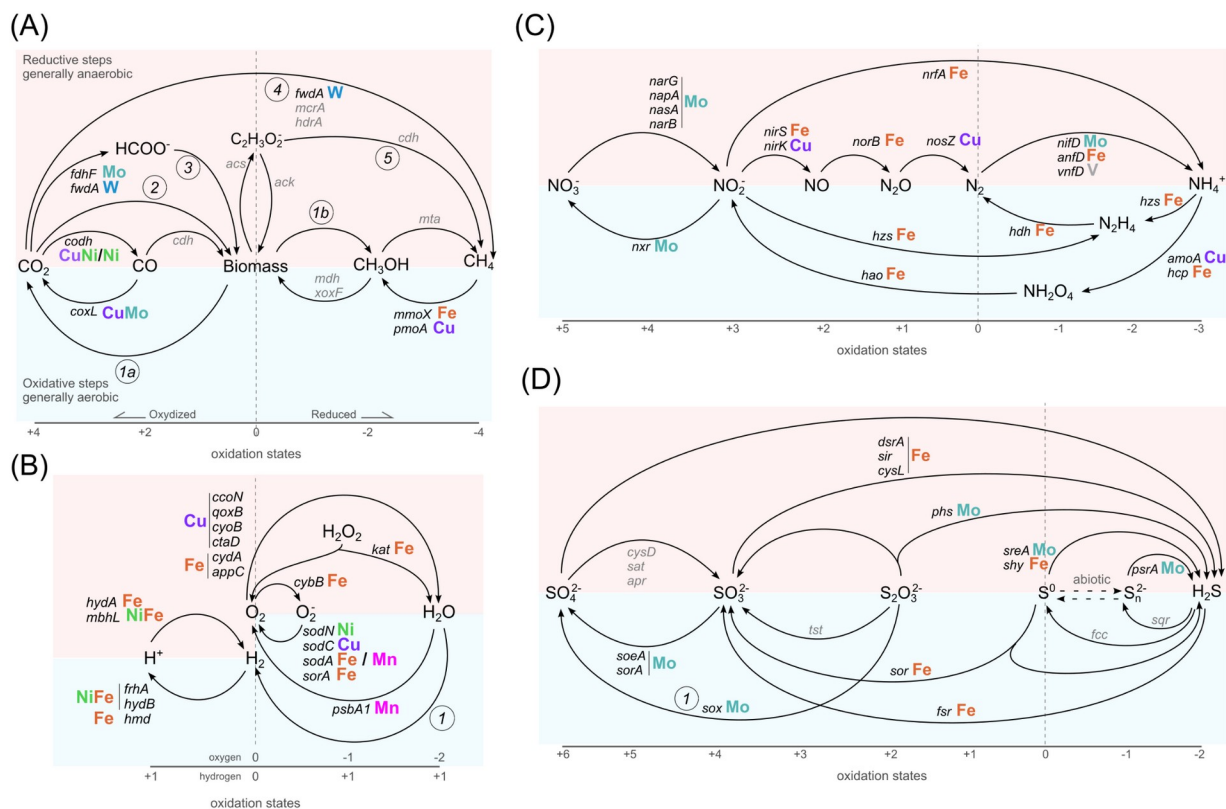 (A)
Reductive steps
generally anaerobic
4
fwdA W
mcrA
hdrA
C₂H₃O₂⁻
cdh
5
HCOO⁻
3
fdhF Mo
fwdA W
2
acs
ack
1b
mta
codh
CuNi/Ni
cdh
CO₂
CO
Biomass
CH₃OH
CH₄
mdh
xoxF
coxL CuMo
mmoX Fe
pmoA Cu
1a
Oxidative steps
generally aerobic
Oxydized
Reduced
+4 +2 0 -2 -4
oxidation states
(B)
Cu
ccoN
qoxB
cyoB
ctaD
Fe
cydA
appC
H₂O₂
kat Fe
cybB Fe
hydA Fe
mbhL NiFe
O₂
O₂⁻
H₂O
sodN Ni
sodC Cu
sodA Fe / Mn
sorA Fe
H⁺
H₂
NiFe
frhA
hydB
Fe hmd
psbA1 Mn
1
oxygen 0 -1 -2
hydrogen
+1 0 +1 +1
oxidation states
(C)
nrfA Fe
narG
napA
nasA
narB
Mo
nirS Fe
nirK Cu
norB Fe
nosZ Cu
nifD Mo
anfD Fe
vnfD V
NO₃⁻
NO₂⁻
NO
N₂O
N₂
NH₄⁺
hzs Fe
N₂H₄
hdh Fe
nxr Mo
hzs Fe
hao Fe
amoA Cu
hcp Fe
NH₂O₄
+5 +4 +3 +2 +1 0 -1 -2 -3
oxidation states
(D)
dsrA
sir
cysL
Fe
phs Mo
cysD
sat
apr
sreA Mo
shy Fe
psrA Mo
abiotic
SO₄²⁻
SO₃²⁻
S₂O₃²⁻
S⁰
Sₙ²⁻
H₂S
tst
fcc
sqr
soeA
sorA
Mo
sor Fe
1
sox Mo
fsr Fe
+6 +5 +4 +3 +2 +1 0 -1 -2
oxidation states